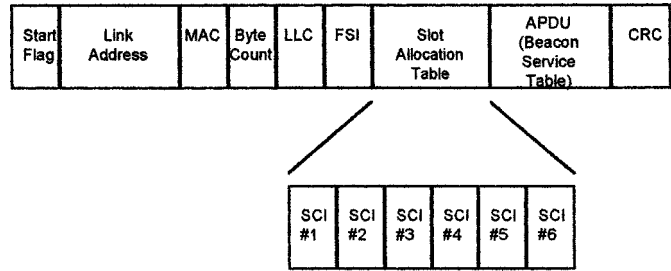 Start
Flag
Link
Address
MAC
Byte
Count
LLC
FSI
Slot
Allocation
Table
APDU
(Beacon
Service
Table)
CRC
SCI
#1
SCI
#2
SCI
#3
SCI
#4
SCI
#5
SCI
#6